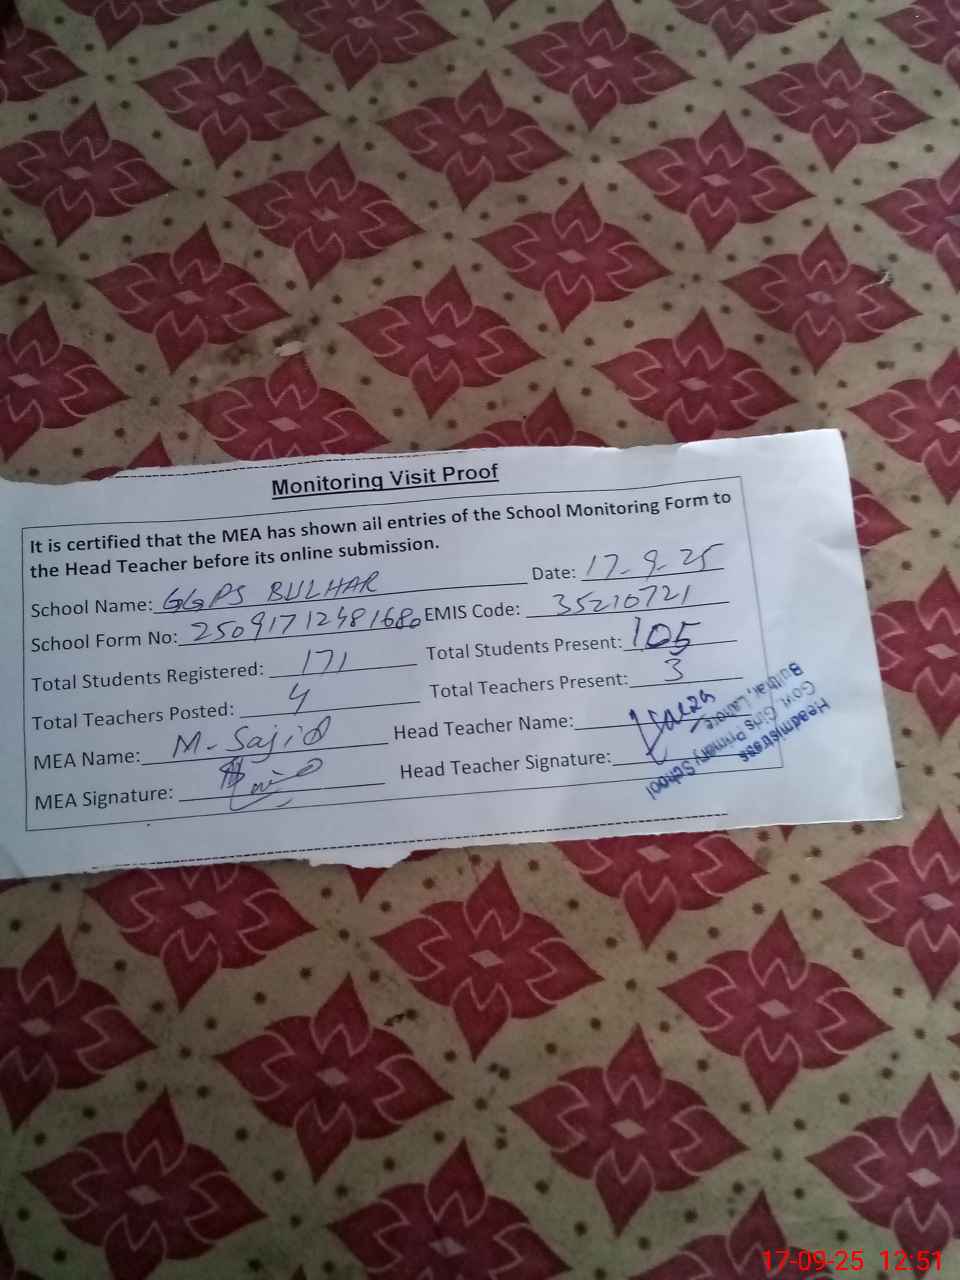 Monitoring Visit Proof
It is certified that the MEA has shown all entries of the School Monitoring Form to
the Head Teacher before its online submission.
School Name: GGPS BULHAR Date: 17-9-25
School Form No: 25091712481680 EMIS Code: 35210721
Total Students Registered: 171 Total Students Present: 105
Total Teachers Posted: 4 Total Teachers Present: 3
MEA Name: M. Sajid Head Teacher Name:
MEA Signature: Head Teacher Signature:
Headmistress
Govt. Girls Primary School
Bulhar, Lahore
17-09-25 12:51